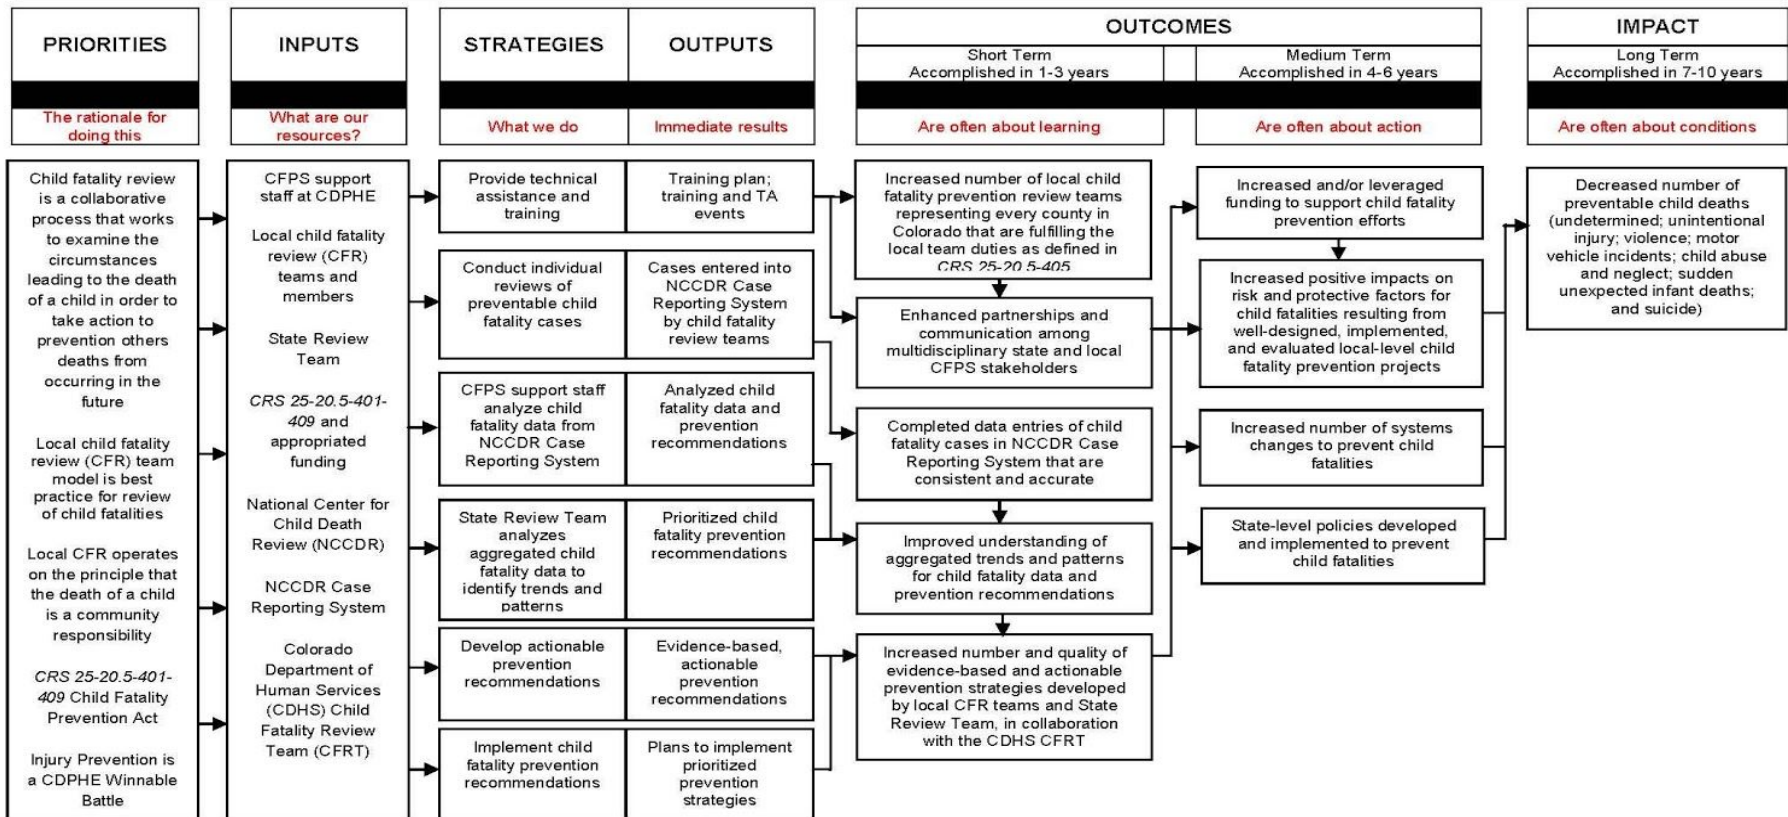 PRIORITIES
The rationale for
doing this
Child fatality review
is a collaborative
process that works
to examine the
circumstances
leading to the death
of a child in order to
take action to
prevention others
deaths from
occurring in the
future
Local child fatality
review (CFR) team
model is best
practice for review
of child fatalities
Local CFR operates
on the principle that
the death of a child
is a community
responsibility
CRS 25-20.5-401-
409 Child Fatality
Prevention Act
Injury Prevention is
a CDPHE Winnable
Battle
INPUTS
What are our
resources?
CFPS support
staff at CDPHE
Local child fatality
review (CFR)
teams and
members
State Review
Team
CRS 25-20.5-401-
409 and
appropriated
funding
National Center for
Child Death
Review (NCCDR)
NCCDR Case
Reporting System
Colorado
Department of
Human Services
(CDHS) Child
Fatality Review
Team (CFRT)
STRATEGIES
What we do
Provide technical
assistance and
training
Conduct individual
reviews of
preventable child
fatality cases
CFPS support staff
analyze child
fatality data from
NCCDR Case
Reporting System
State Review Team
analyzes
aggregated child
fatality data to
identify trends and
patterns
Develop actionable
prevention
recommendations
Implement child
fatality prevention
recommendations
OUTPUTS
Immediate results
Training plan;
training and TA
events
Cases entered into
NCCDR Case
Reporting System
by child fatality
review teams
Analyzed child
fatality data and
prevention
recommendations
Prioritized child
fatality prevention
recommendations
Evidence-based,
actionable
prevention
recommendations
Plans to implement
prioritized
prevention
strategies
OUTCOMES
Short Term
Accomplished in 1-3 years
Are often about learning
Increased number of local child
fatality prevention review teams
representing every county in
Colorado that are fulfilling the
local team duties as defined in
CRS 25-20.5-405
Enhanced partnerships and
communication among
multidisciplinary state and local
CFPS stakeholders
Completed data entries of child
fatality cases in NCCDR Case
Reporting System that are
consistent and accurate
Improved understanding of
aggregated trends and patterns
for child fatality data and
prevention recommendations
Increased number and quality of
evidence-based and actionable
prevention strategies developed
by local CFR teams and State
Review Team, in collaboration
with the CDHS CFRT
Medium Term
Accomplished in 4-6 years
Are often about action
Increased and/or leveraged
funding to support child fatality
prevention efforts
Increased positive impacts on
risk and protective factors for
child fatalities resulting from
well-designed, implemented,
and evaluated local-level child
fatality prevention projects
Increased number of systems
changes to prevent child
fatalities
State-level policies developed
and implemented to prevent
child fatalities
IMPACT
Long Term
Accomplished in 7-10 years
Are often about conditions
Decreased number of
preventable child deaths
(undetermined; unintentional
injury; violence; motor
vehicle incidents; child abuse
and neglect; sudden
unexpected infant deaths;
and suicide)